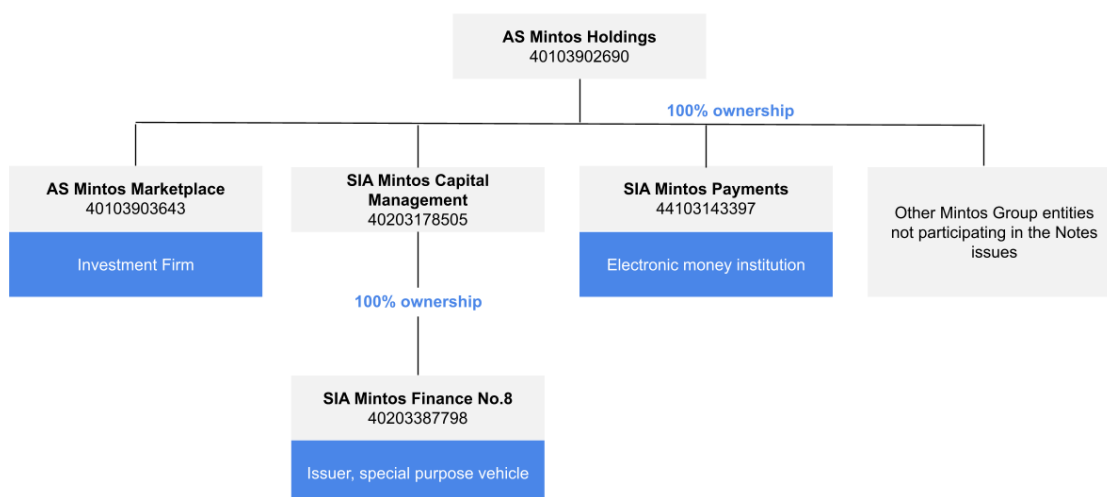 AS Mintos Holdings
40103902690
100% ownership
AS Mintos Marketplace
40103903643
Investment Firm
SIA Mintos Capital
Management
40203178505
SIA Mintos Payments
44103143397
Electronic money institution
Other Mintos Group entities
not participating in the Notes
issues
100% ownership
SIA Mintos Finance No.8
40203387798
Issuer, special purpose vehicle